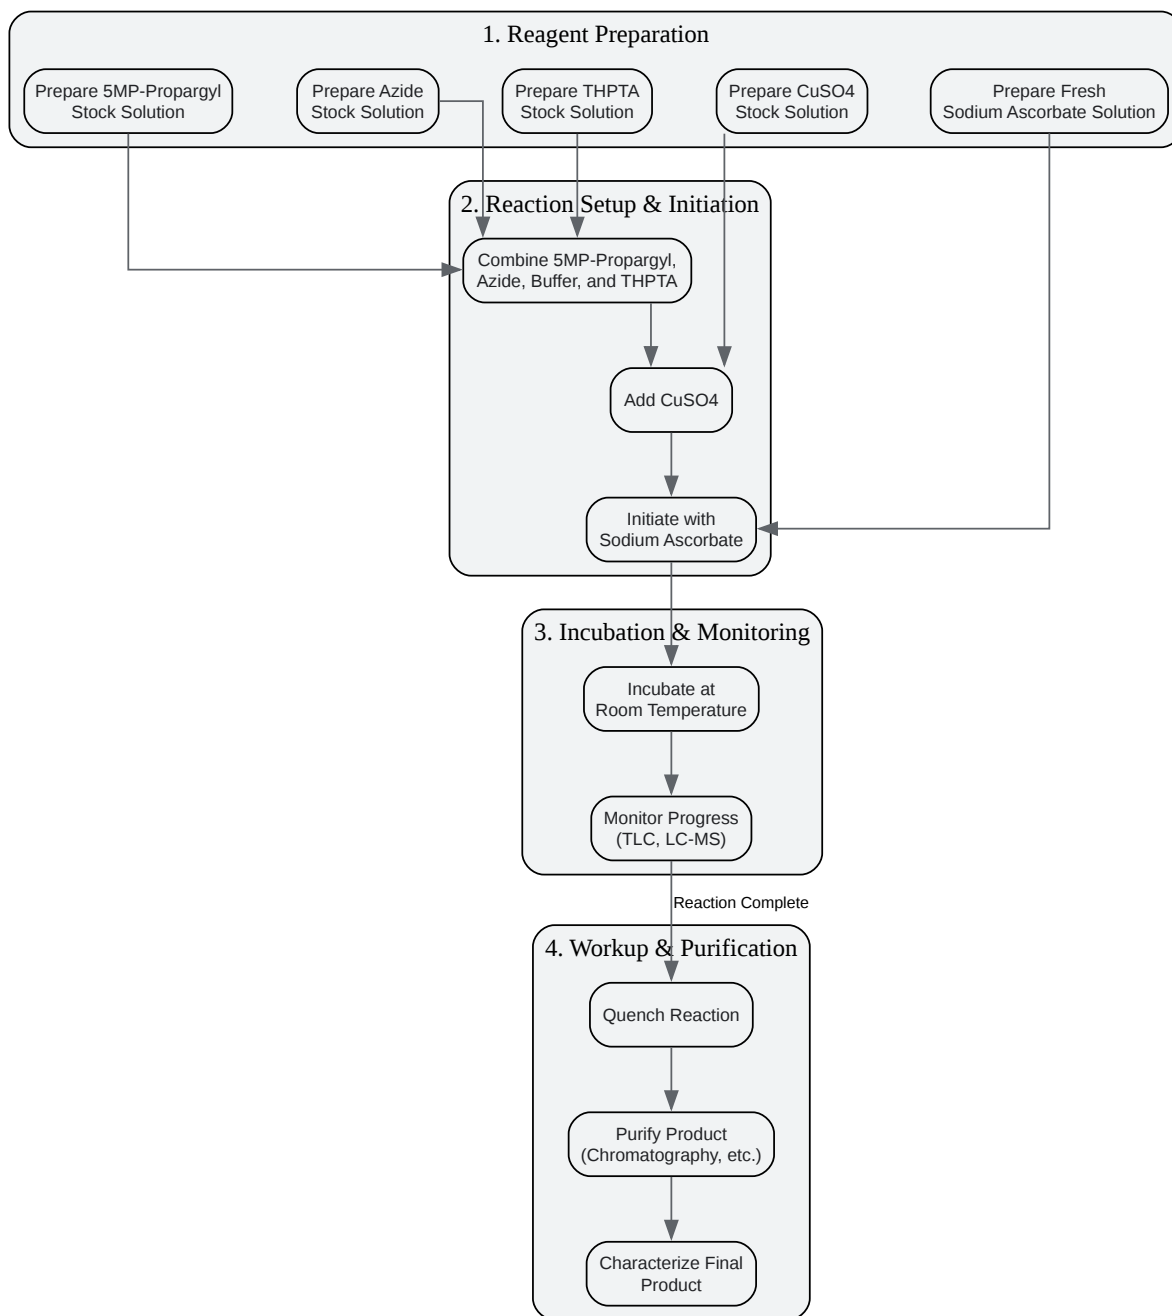 1. Reagent Preparation
Prepare 5MP-Propargyl
Stock Solution
Prepare Azide
Stock Solution
Prepare THPTA
Stock Solution
Prepare CuSO4
Stock Solution
Prepare Fresh
Sodium Ascorbate Solution
2. Reaction Setup & Initiation
Combine 5MP-Propargyl,
Azide, Buffer, and THPTA
Add CuSO4
Initiate with
Sodium Ascorbate
3. Incubation & Monitoring
Incubate at
Room Temperature
Monitor Progress
(TLC, LC-MS)
Reaction Complete
4. Workup & Purification
Quench Reaction
Purify Product
(Chromatography, etc.)
Characterize Final
Product